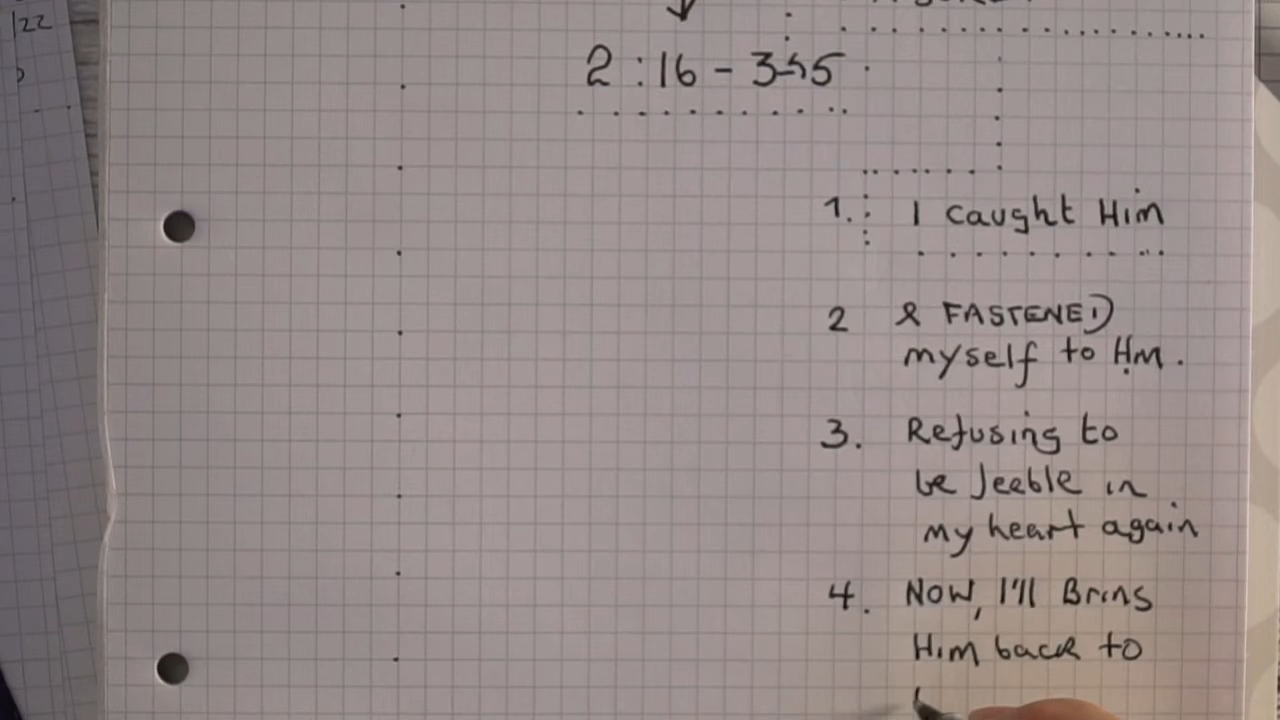 /22
2:16 - 3:5
1. I caught Him
2 & FASTENED
myself to Him.
3. Refusing to
be feeble in
my heart again
4. Now, I'll Bring
Him back to